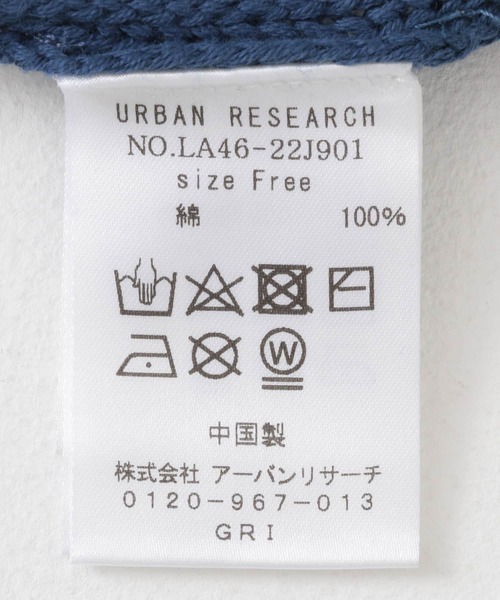 URBAN RESEARCH
NO.LA46-22J901
size Free
綿 100%
W
中国製
株式会社 アーバンリサーチ
0120-967-013
GRI